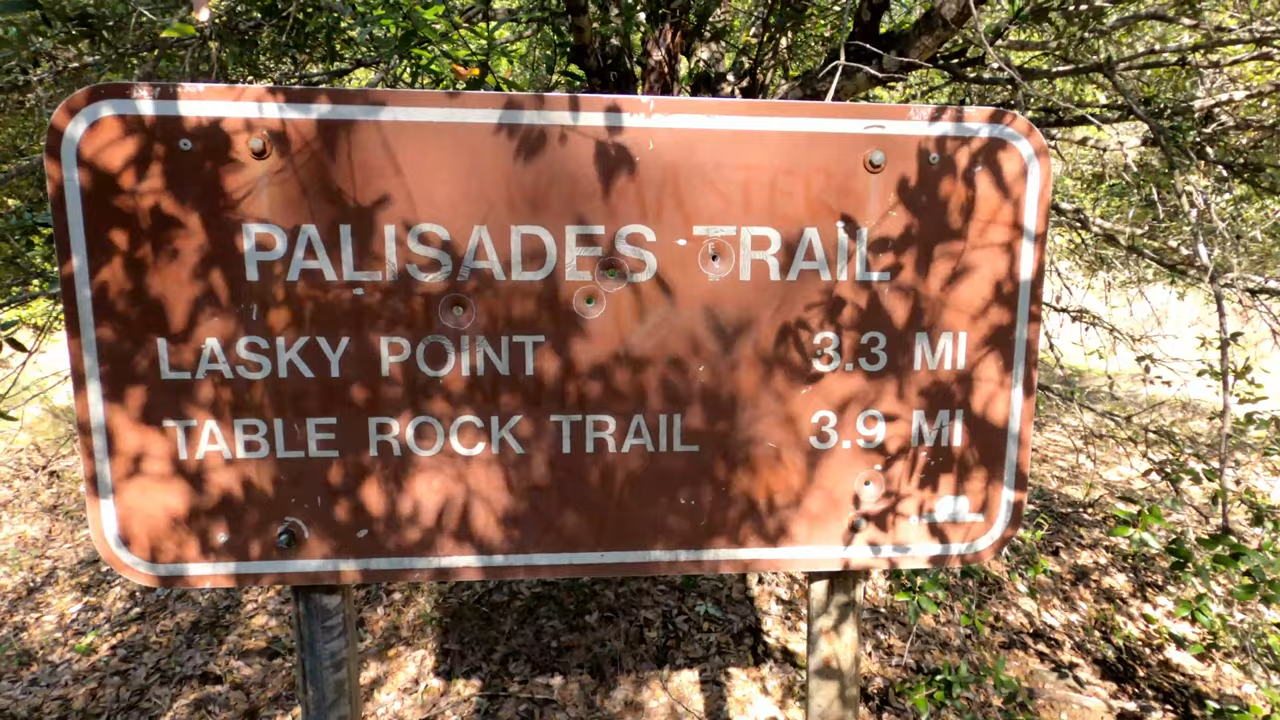 PALISADES TRAIL
LASKY POINT 3.3 MI
TABLE ROCK TRAIL 3.9 MI